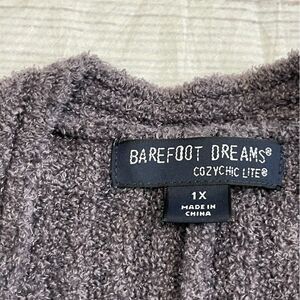 BAREFOOT DREAMS®
COZYCHIC LITE®
1X
MADE IN
CHINA